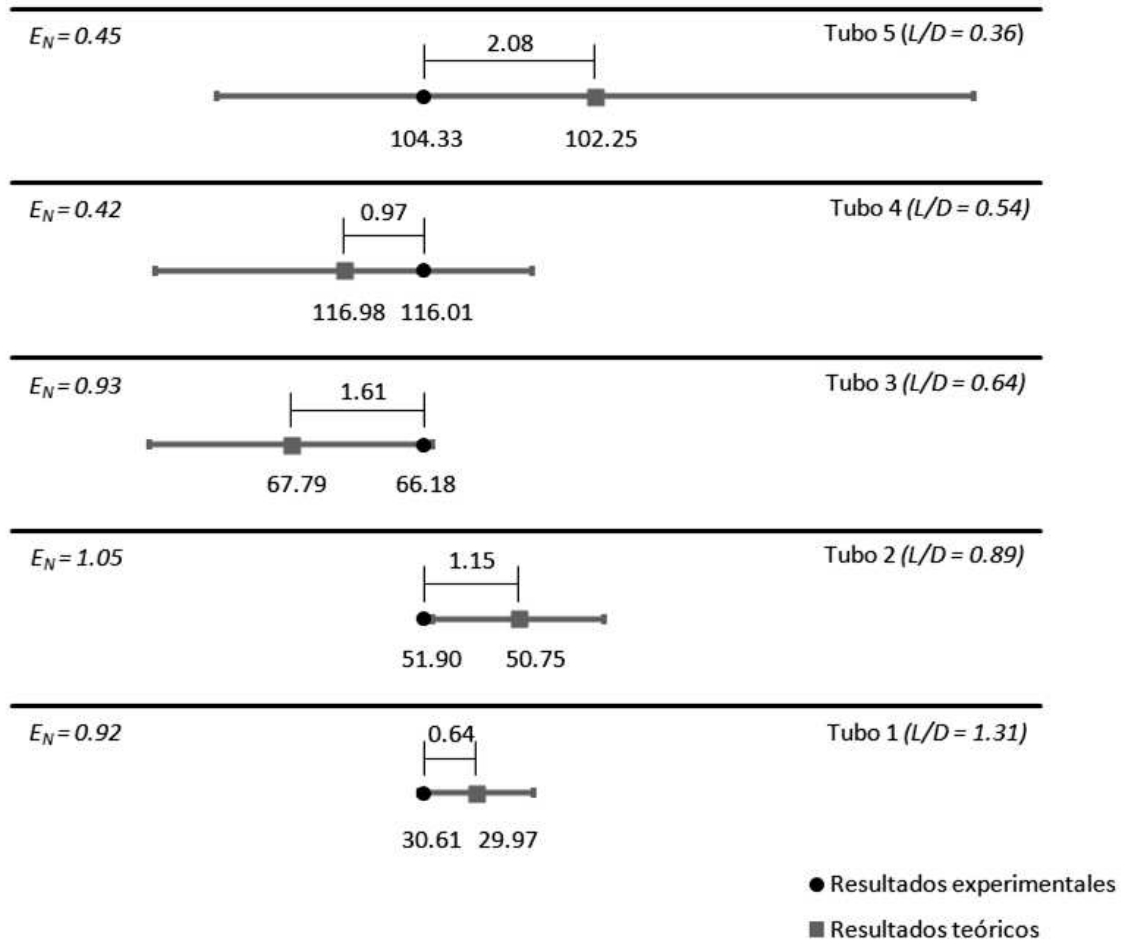 E_N = 0.45 Tubo 5 (L/D = 0.36)
2.08
104.33 102.25
E_N = 0.42 Tubo 4 (L/D = 0.54)
0.97
116.98 116.01
E_N = 0.93 Tubo 3 (L/D = 0.64)
1.61
67.79 66.18
E_N = 1.05 Tubo 2 (L/D = 0.89)
1.15
51.90 50.75
E_N = 0.92 Tubo 1 (L/D = 1.31)
0.64
30.61 29.97
Resultados experimentales
Resultados teóricos